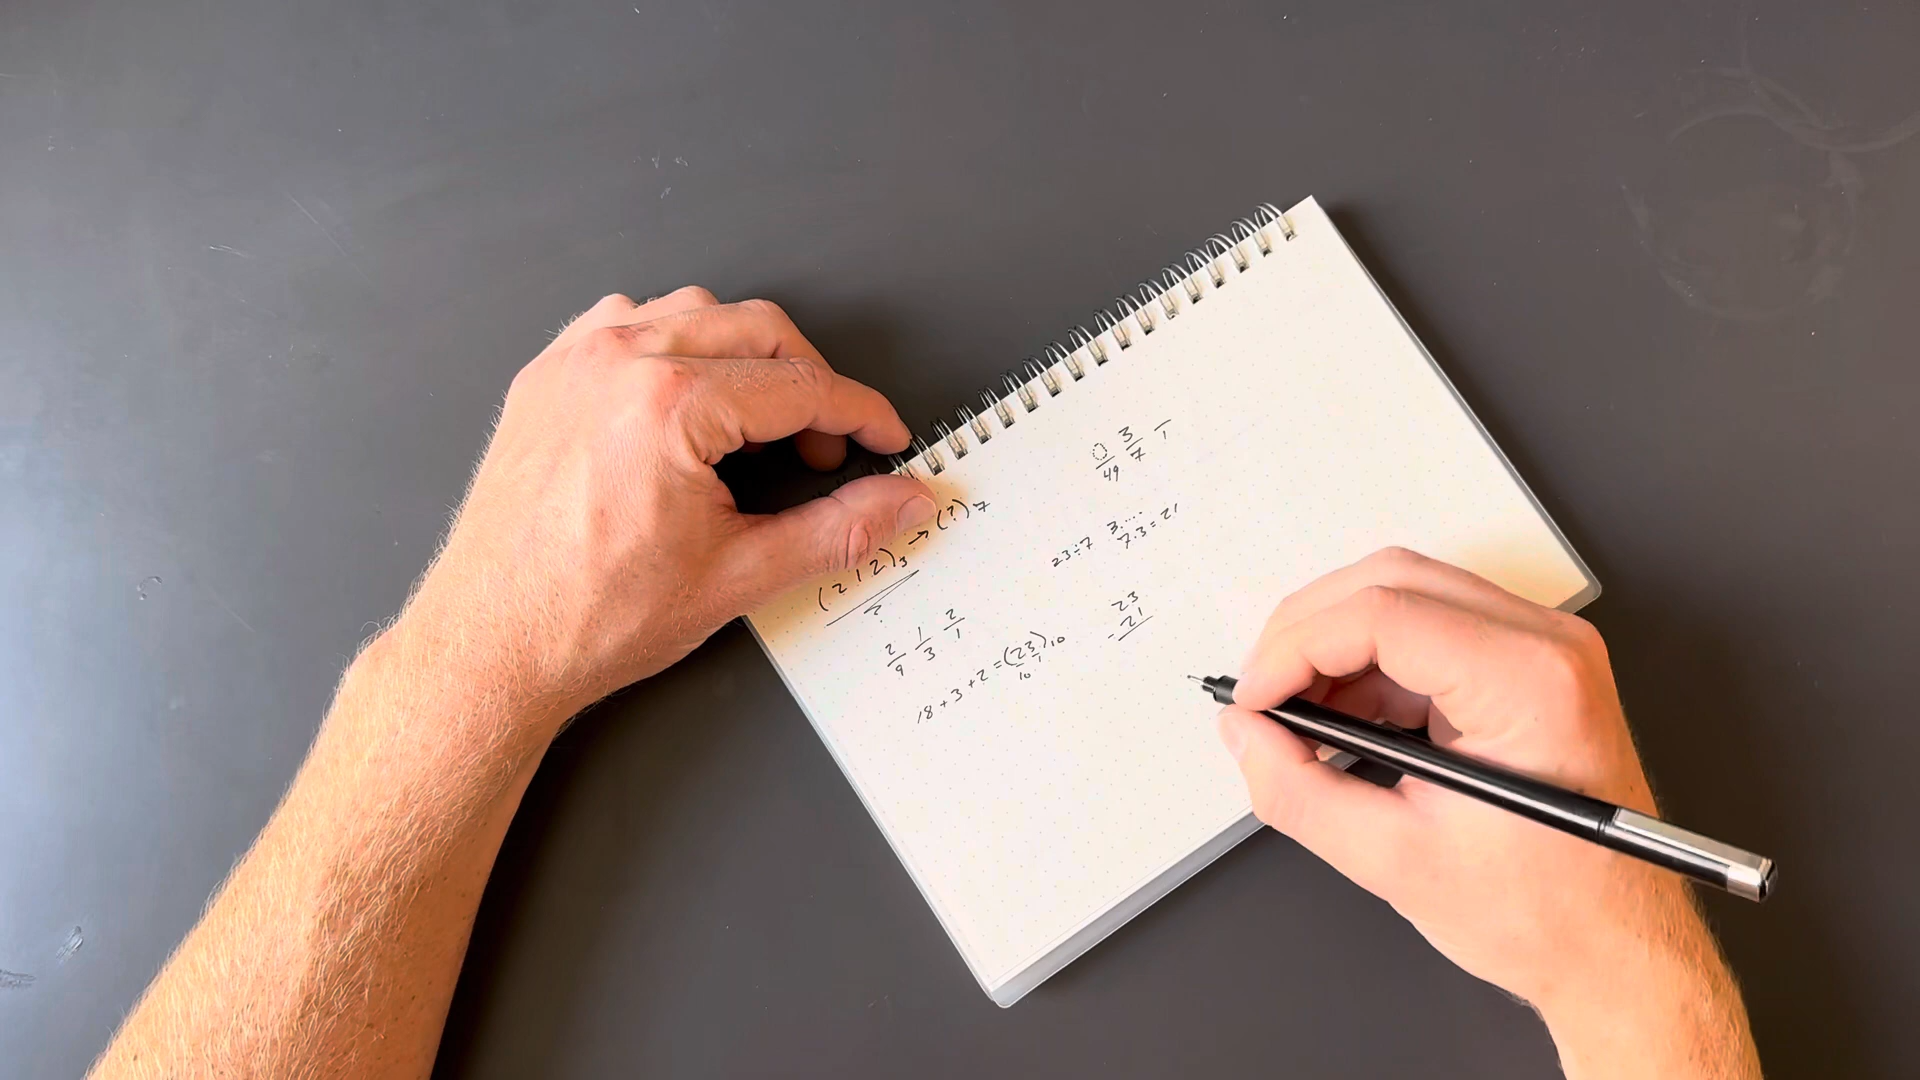 (212)₃ → (?)₇
?
2/9 1/3 2/1
18 + 3 + 2 = (23)10
10 1
0/49 3/7 /1
23÷7 3....
7·3=21
23
-21